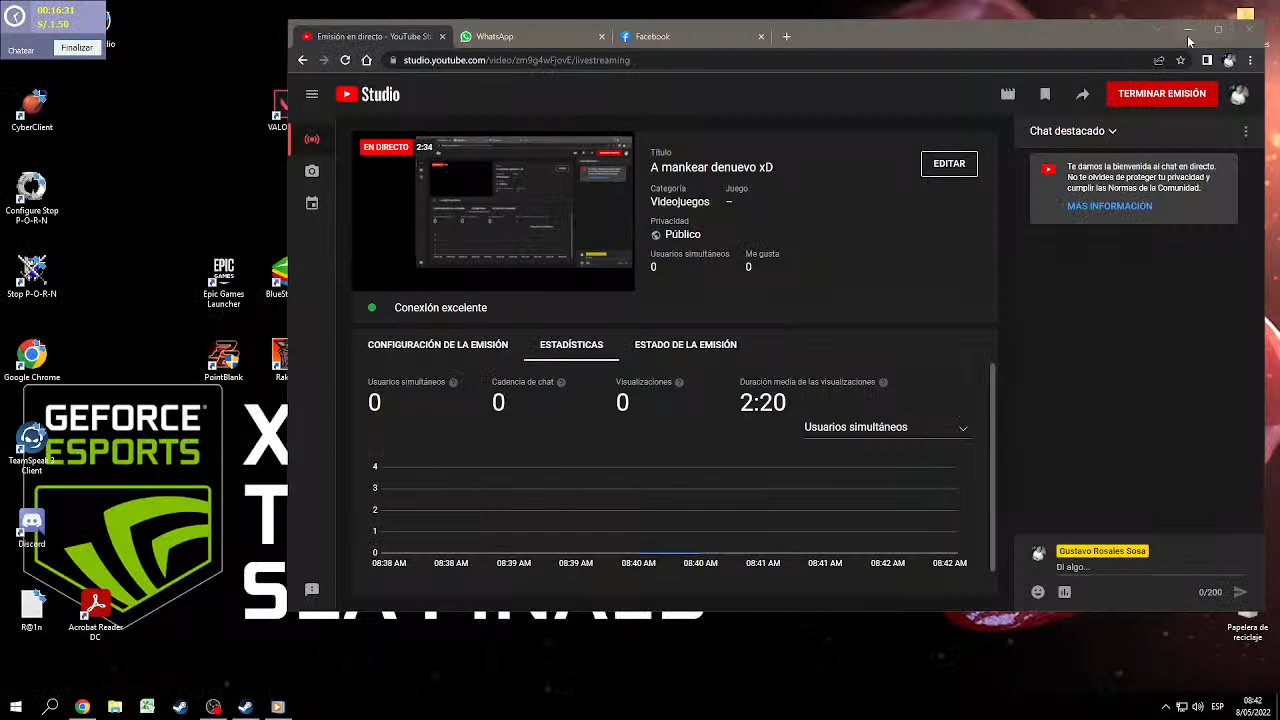 00:16:31
S/.1.50
Chatear
Finalizar
CyberClient
Configure Stop
P-O-R-N
Stop P-O-R-N
Epic Games
Launcher
EPIC
GAMES
Google Chrome
PointBlank
GEFORCE
ESPORTS
TeamSpeak 3
Client
Discord
R@1n
Acrobat Reader
DC
Emisión en directo - YouTube St
WhatsApp
Facebook
studio.youtube.com/video/zm9g4wFjovE/livestreaming
Studio
TERMINAR EMISIÓN
EN DIRECTO
2:34
Título
A mankear denuevo xD
EDITAR
Categoría
Juego
Videojuegos
–
Privacidad
Público
Usuarios simultáneos
Me gusta
0
0
Conexión excelente
CONFIGURACIÓN DE LA EMISIÓN
ESTADÍSTICAS
ESTADO DE LA EMISIÓN
Usuarios simultáneos
Cadencia de chat
Visualizaciones
Duración media de las visualizaciones
0
0
0
2:20
Usuarios simultáneos
4
3
2
1
0
08:38 AM
08:38 AM
08:39 AM
08:39 AM
08:40 AM
08:40 AM
08:41 AM
08:41 AM
08:42 AM
08:42
Chat destacado
Te damos la bienvenida al chat en directo.
No te olvides de proteger tu privacidad y
cumplir las Normas de la Comunidad.
MÁS INFORMACIÓN
Gustavo Rosales Sosa
Di algo...
0/200
Papelera de
reciclaje
ESP
08:42
8/05/2022